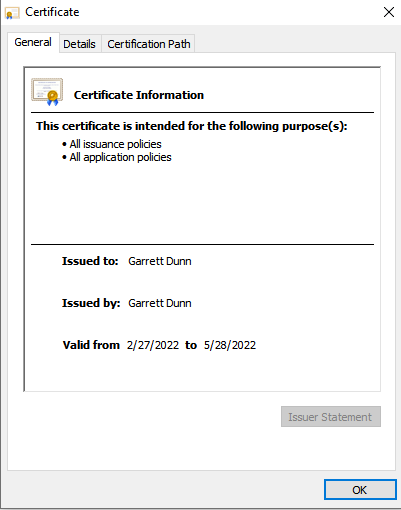 Certificate
General Details Certification Path
Certificate Information
This certificate is intended for the following purpose(s):
• All issuance policies
• All application policies
Issued to: Garrett Dunn
Issued by: Garrett Dunn
Valid from 2/27/2022 to 5/28/2022
Issuer Statement
OK